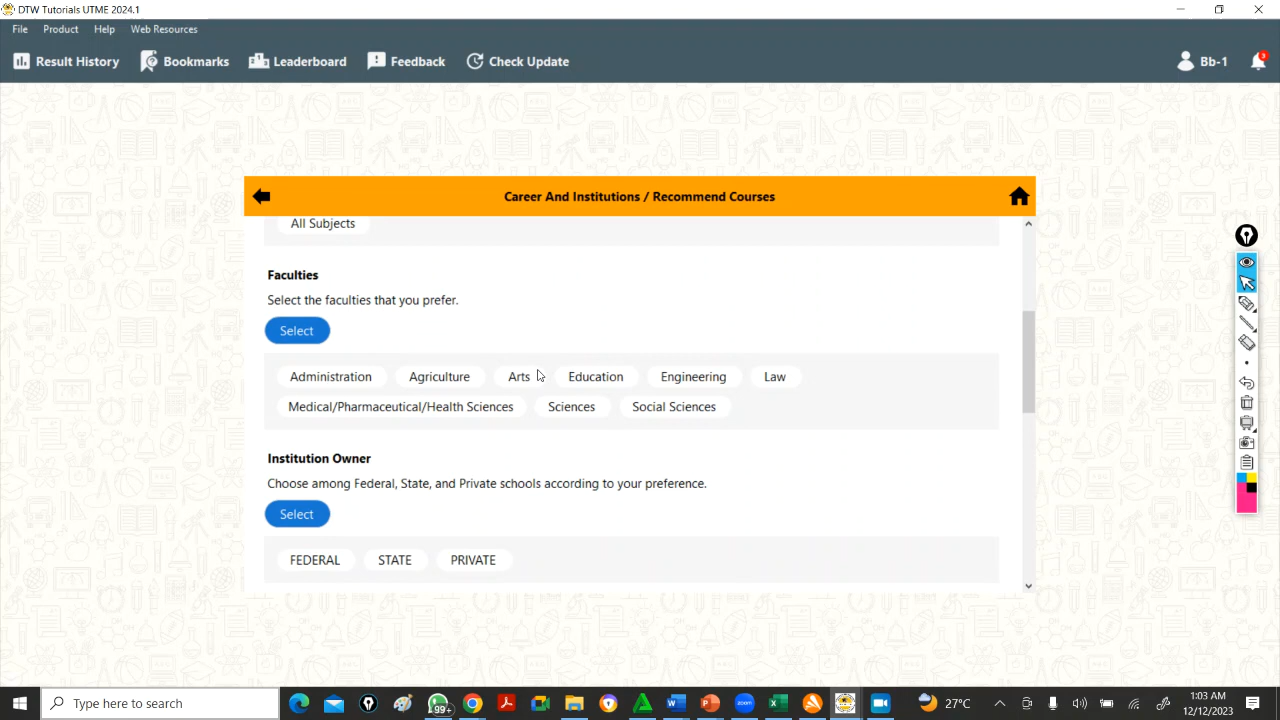 DTW Tutorials UTME 2024.1
File Product Help Web Resources
Result History Bookmarks Leaderboard Feedback Check Update Bb-1 3
Career And Institutions / Recommend Courses
All Subjects
Faculties
Select the faculties that you prefer.
Select
Administration Agriculture Arts Education Engineering Law
Medical/Pharmaceutical/Health Sciences Sciences Social Sciences
Institution Owner
Choose among Federal, State, and Private schools according to your preference.
Select
FEDERAL STATE PRIVATE
Type here to search 99+ zoom 27°C 1:03 AM
12/12/2023